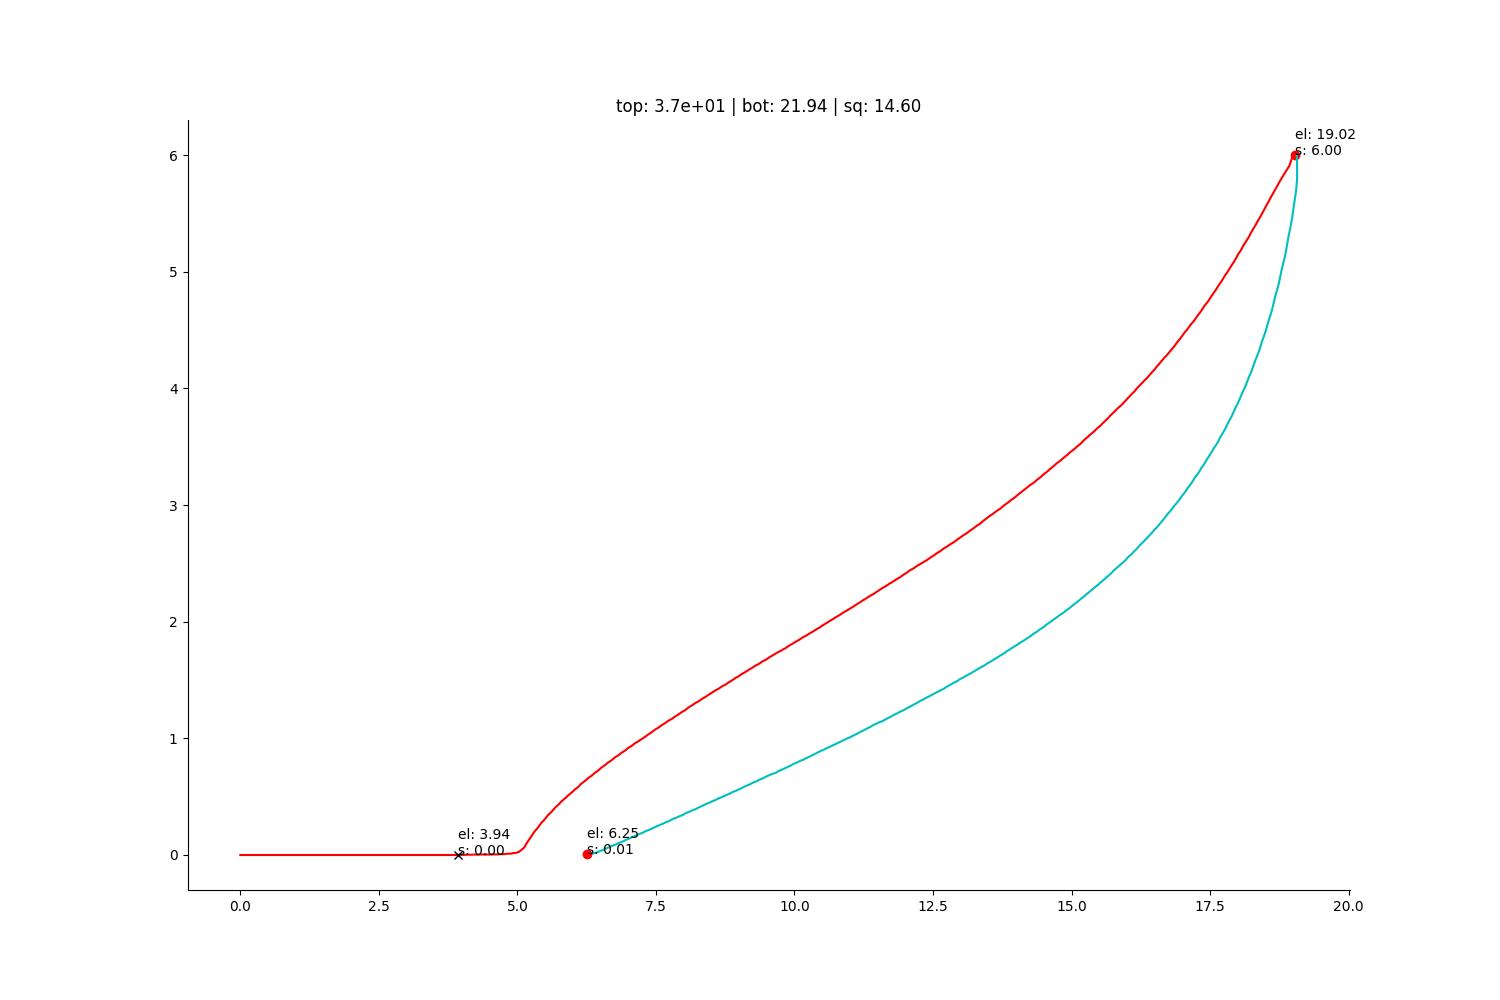 top: 3.7e+01 | bot: 21.94 | sq: 14.60
el: 19.02
s: 6.00
6
5
4
3
2
1
0
el: 3.94
s: 0.00
el: 6.25
s: 0.01
0.0 2.5 5.0 7.5 10.0 12.5 15.0 17.5 20.0